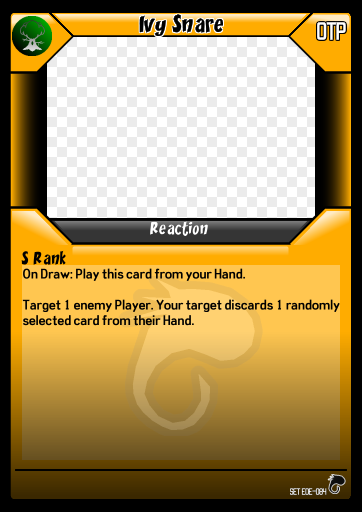 Ivy Snare
OTP
Reaction
S Rank
On Draw: Play this card from your Hand.
Target 1 enemy Player. Your target discards 1 randomly
selected card from their Hand.
SET EOE-084